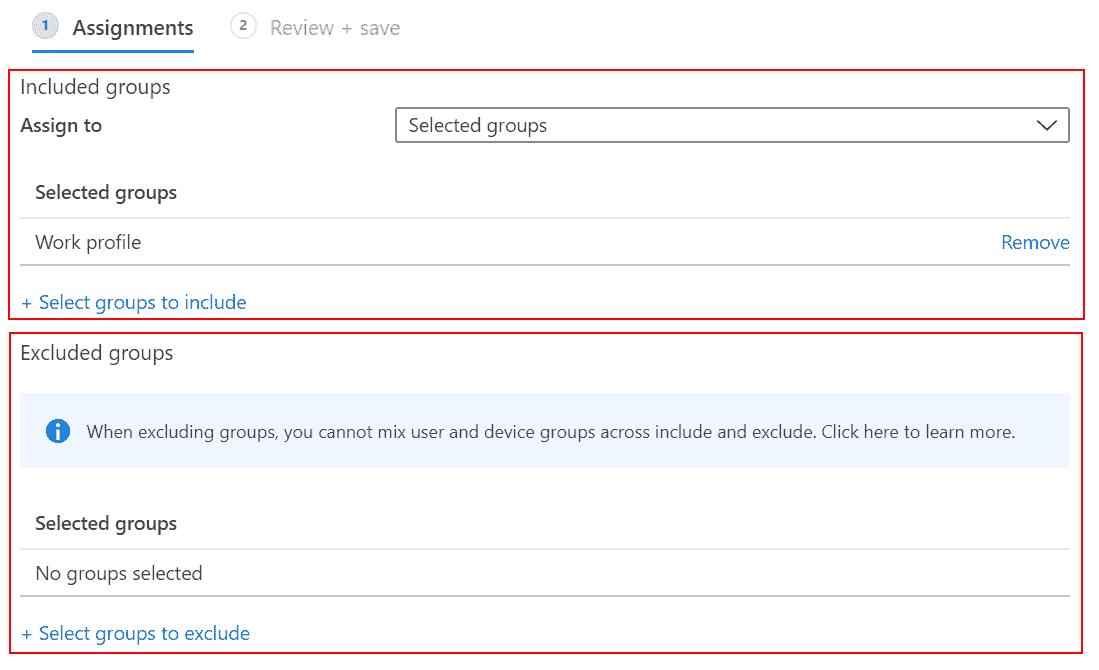 1 Assignments 2 Review + save
Included groups
Assign to Selected groups
Selected groups
Work profile Remove
+ Select groups to include
Excluded groups
When excluding groups, you cannot mix user and device groups across include and exclude. Click here to learn more.
Selected groups
No groups selected
+ Select groups to exclude